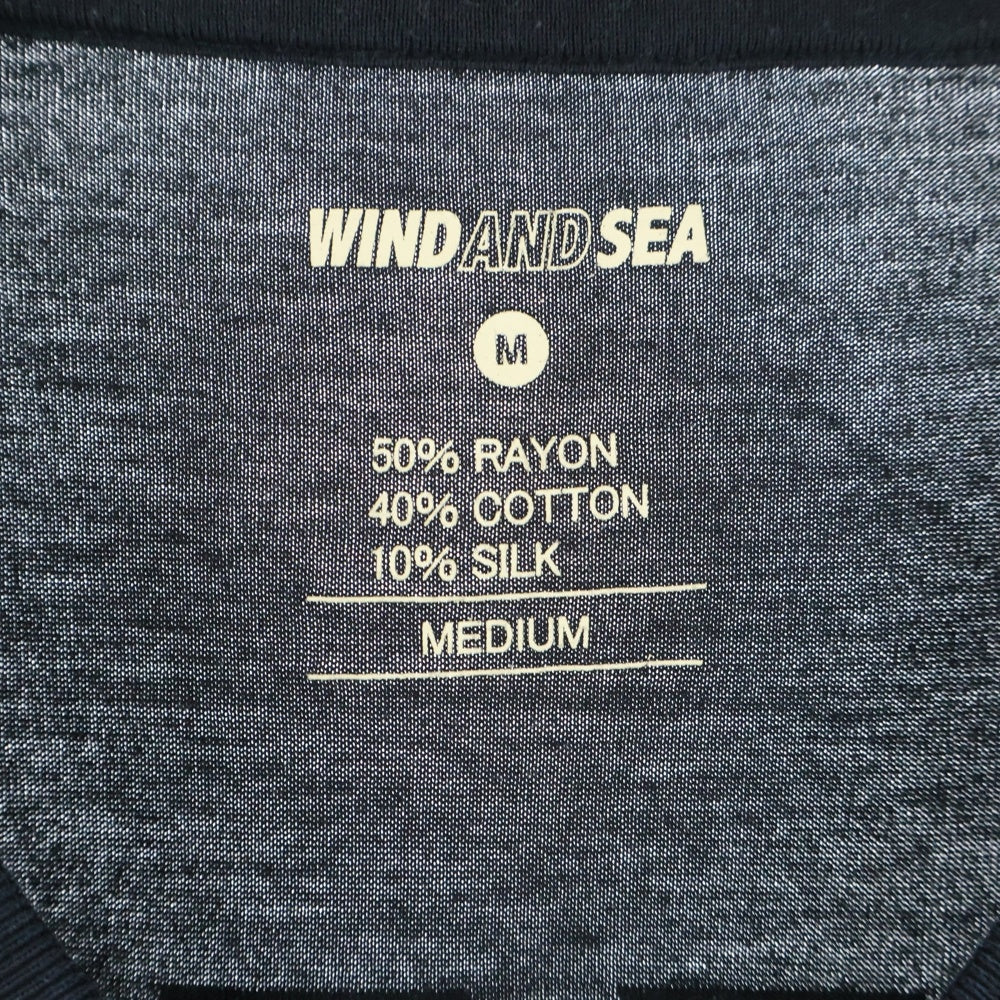 WINDANDSEA
M
50% RAYON
40% COTTON
10% SILK
MEDIUM